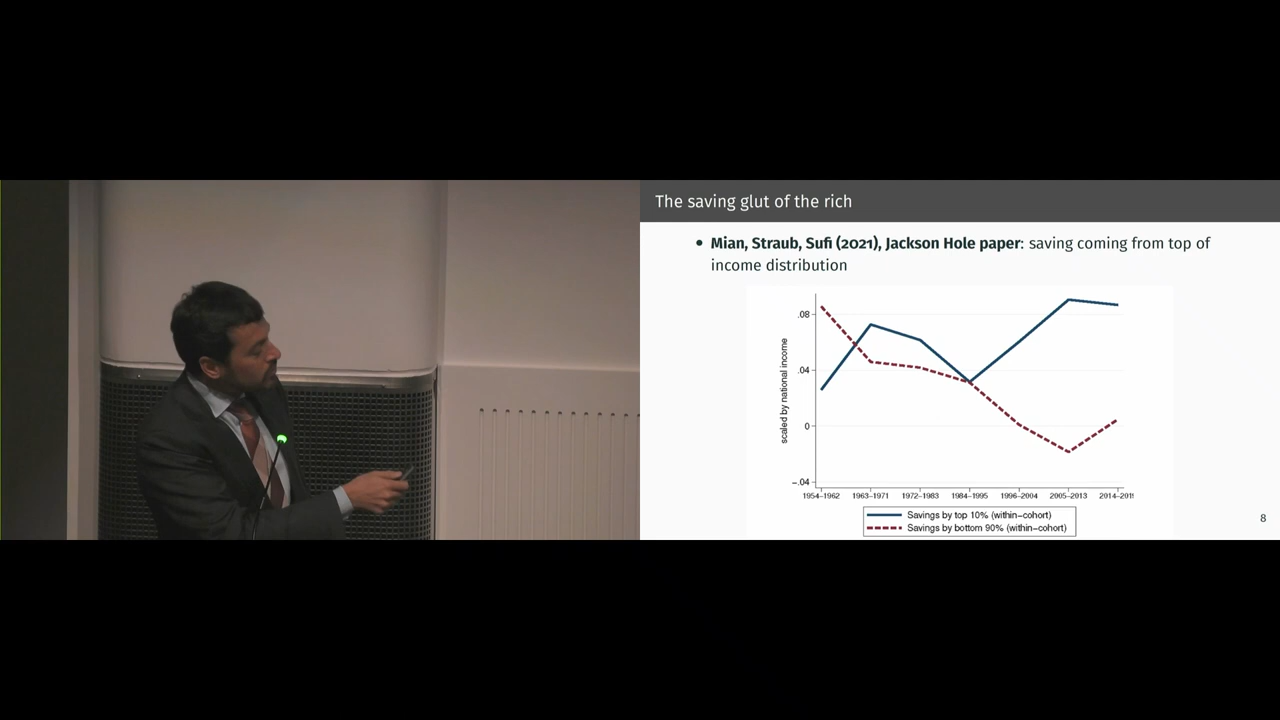 The saving glut of the rich
• Mian, Straub, Sufi (2021), Jackson Hole paper: saving coming from top of
income distribution
scaled by national income
.08
.04
0
−.04
1954−1962 1963−1971 1972−1983 1984−1995 1996−2004 2005−2013 2014−201
Savings by top 10% (within−cohort)
Savings by bottom 90% (within−cohort)
8